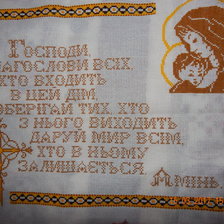 Господи,
благослови всіх,
хто входить
в цей дім,
оберігай тих, хто
з нього виходить,
даруй мир всім,
хто в ньому
залишається.
Амінь